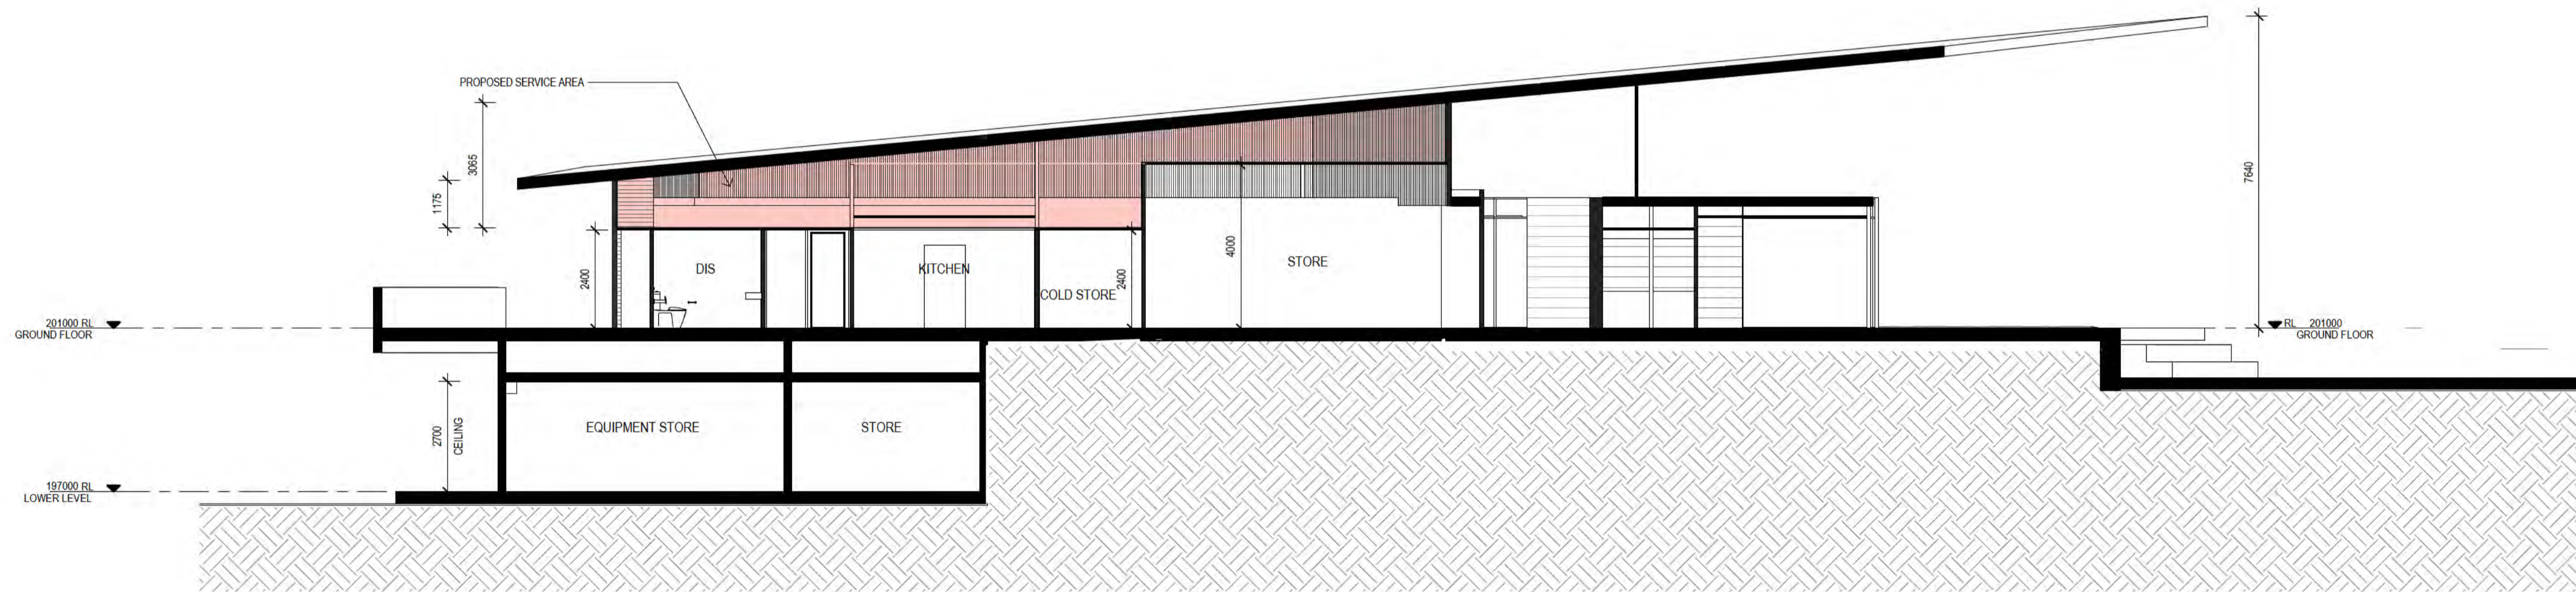 PROPOSED SERVICE AREA
3065
1175
7640
2400
DIS
KITCHEN
COLD STORE
2400
4000
STORE
201000 RL
GROUND FLOOR
RL 201000
GROUND FLOOR
2700
CEILING
EQUIPMENT STORE
STORE
197000 RL
LOWER LEVEL